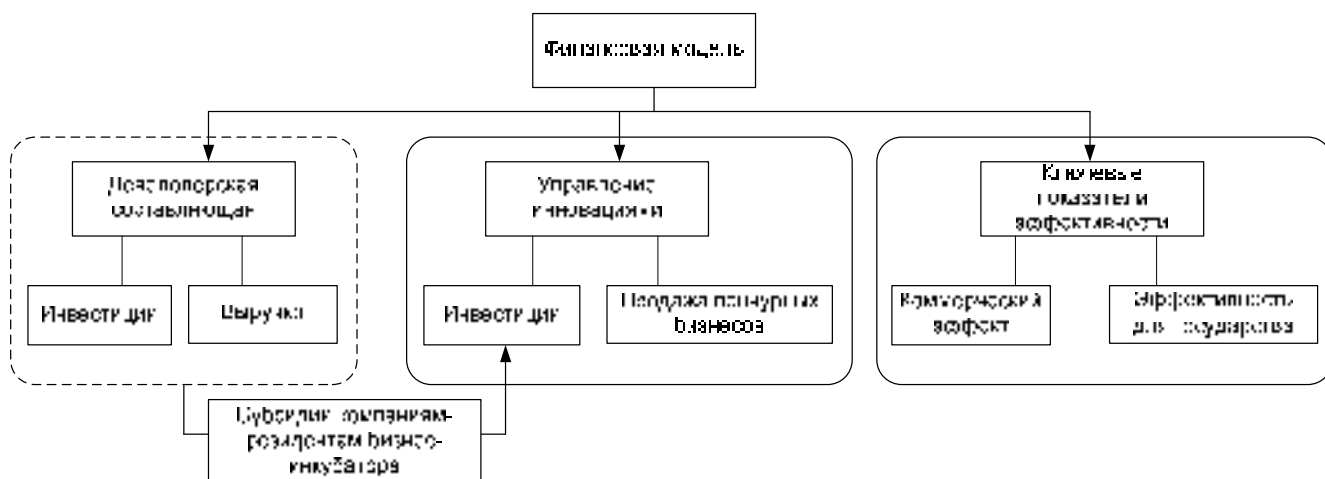 Финансовая модель
Девелоперская
составляющая
Управление
инновациями
Ключевые
показатели
эффективности
Инвестиции
Выручка
Инвестиции
Продажа венчурных
бизнесов
Коммерческий
эффект
Эффективность
для государства
Субсидии компаниям-
резидентам бизнес-
инкубатора